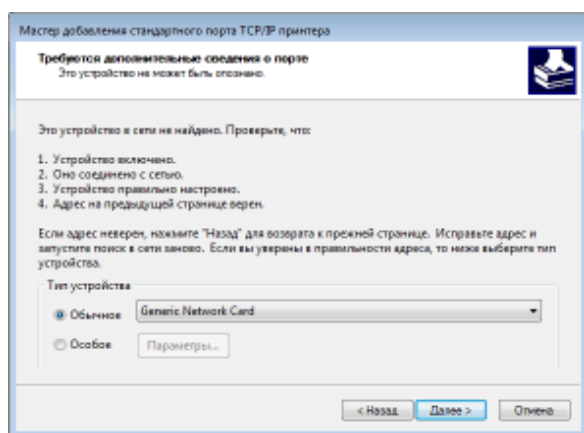 Мастер добавления стандартного порта TCP/IP принтера
Требуются дополнительные сведения о порте
Это устройство не может быть опознано.
Это устройство в сети не найдено. Проверьте, что:
1. Устройство включено.
2. Оно соединено с сетью.
3. Устройство правильно настроено.
4. Адрес на предыдущей странице верен.
Если адрес неверен, нажмите "Назад" для возврата к прежней странице. Исправьте адрес и
запустите поиск в сети заново. Если вы уверены в правильности адреса, то ниже выберите тип
устройства.
Тип устройства
Обычное
Generic Network Card
Особое
Параметры...
< Назад
Далее >
Отмена